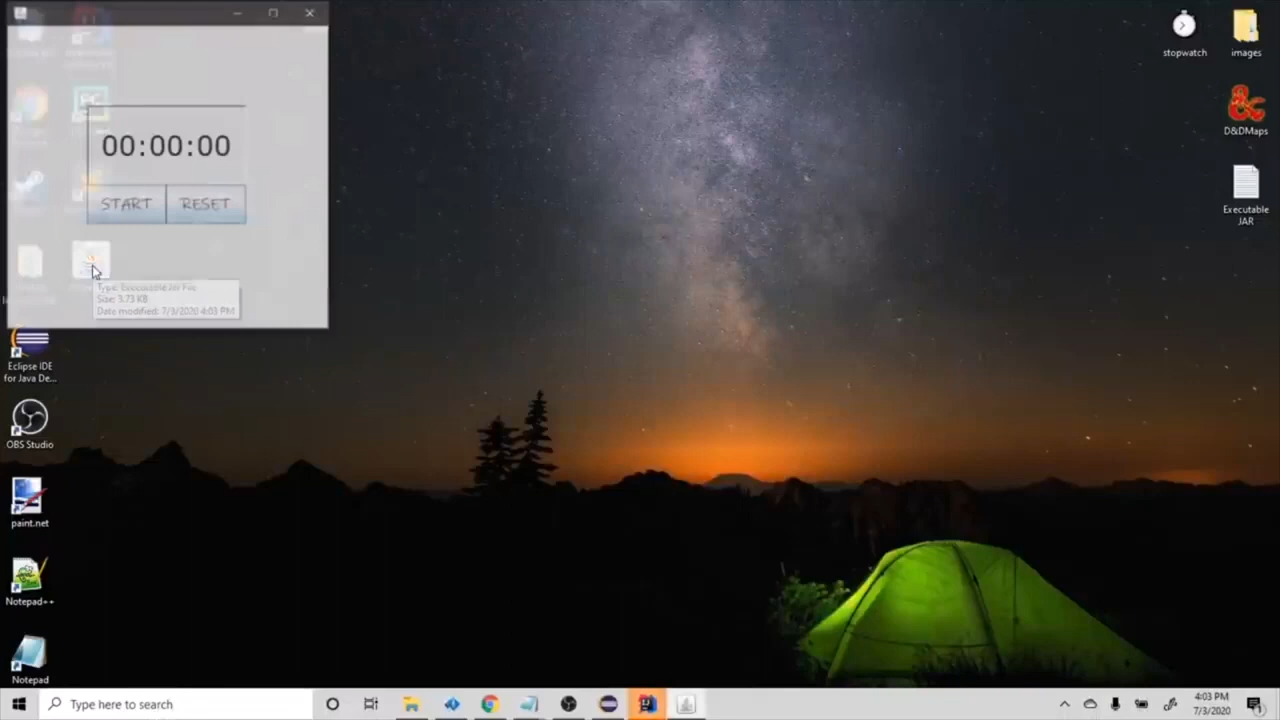 00:00:00
START
RESET
Type: Executable Jar File
Size: 3.73 KB
Date modified: 7/3/2020 4:03 PM
Eclipse IDE
for Java De...
OBS Studio
paint.net
Notepad++
Notepad
stopwatch
images
D&DMaps
Executable
JAR
Type here to search
4:03 PM
7/3/2020